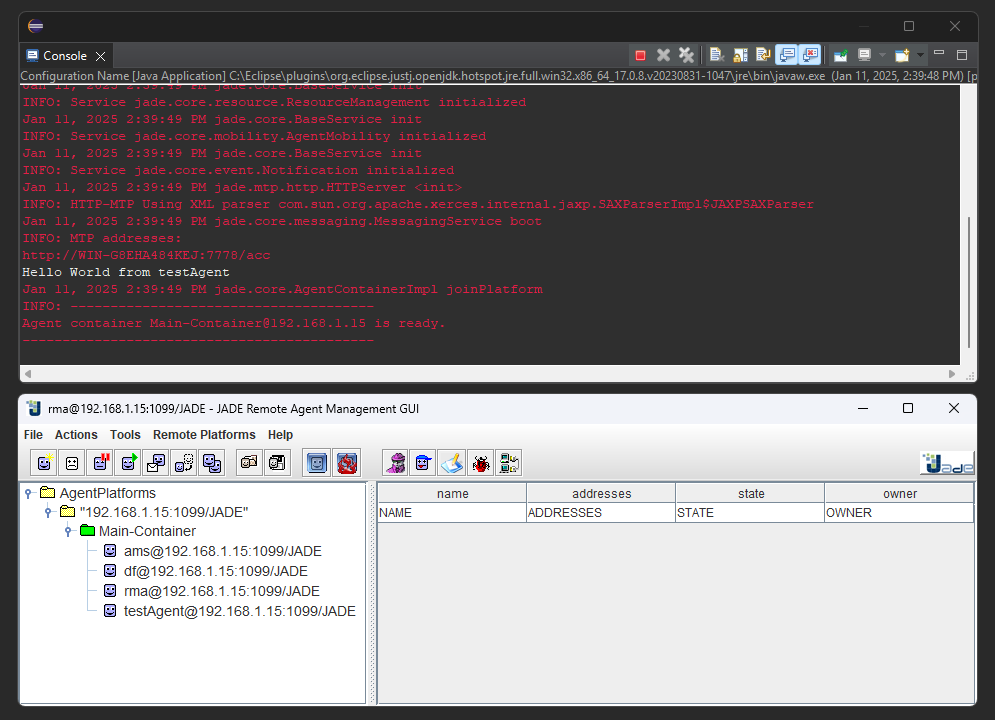 Console
Configuration Name [Java Application] C:\Eclipse\plugins\org.eclipse.justj.openjdk.hotspot.jre.full.win32.x86_64_17.0.8.v20230831-1047\jre\bin\javaw.exe (Jan 11, 2025, 2:39:48 PM) [p
Jan 11, 2025 2:39:49 PM jade.core.BaseService init
INFO: Service jade.core.resource.ResourceManagement initialized
Jan 11, 2025 2:39:49 PM jade.core.BaseService init
INFO: Service jade.core.mobility.AgentMobility initialized
Jan 11, 2025 2:39:49 PM jade.core.BaseService init
INFO: Service jade.core.event.Notification initialized
Jan 11, 2025 2:39:49 PM jade.mtp.http.HTTPServer <init>
INFO: HTTP-MTP Using XML parser com.sun.org.apache.xerces.internal.jaxp.SAXParserImpl$JAXPSAXParser
Jan 11, 2025 2:39:49 PM jade.core.messaging.MessagingService boot
INFO: MTP addresses:
http://WIN-G8EHA484KEJ:7778/acc
Hello World from testAgent
Jan 11, 2025 2:39:49 PM jade.core.AgentContainerImpl joinPlatform
INFO: --------------------------------------
Agent container Main-Container@192.168.1.15 is ready.
--------------------------------------------
rma@192.168.1.15:1099/JADE - JADE Remote Agent Management GUI
File Actions Tools Remote Platforms Help
Jade
AgentPlatforms
"192.168.1.15:1099/JADE"
Main-Container
ams@192.168.1.15:1099/JADE
df@192.168.1.15:1099/JADE
rma@192.168.1.15:1099/JADE
testAgent@192.168.1.15:1099/JADE
name addresses state owner
NAME ADDRESSES STATE OWNER